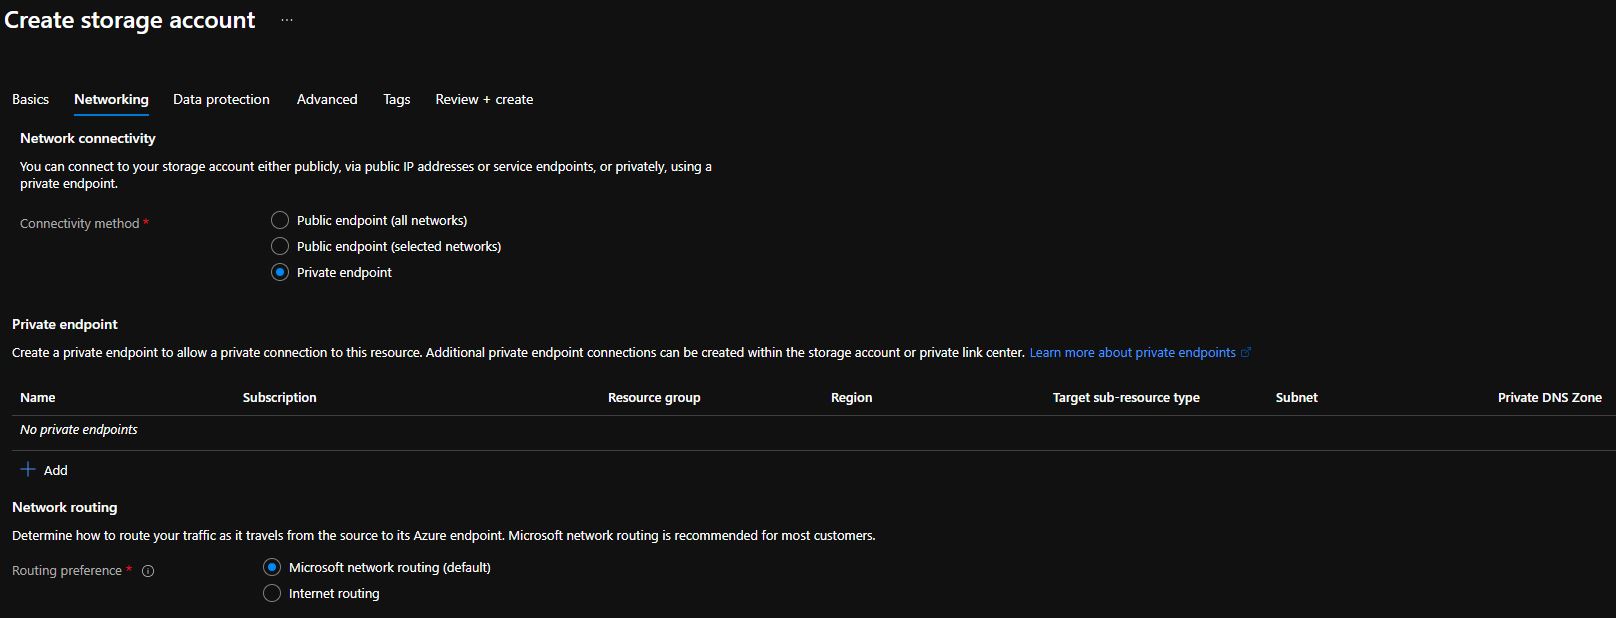 Create storage account ...
Basics Networking Data protection Advanced Tags Review + create
Network connectivity
You can connect to your storage account either publicly, via public IP addresses or service endpoints, or privately, using a
private endpoint.
Connectivity method *
Public endpoint (all networks)
Public endpoint (selected networks)
Private endpoint
Private endpoint
Create a private endpoint to allow a private connection to this resource. Additional private endpoint connections can be created within the storage account or private link center. Learn more about private endpoints
Name Subscription Resource group Region Target sub-resource type Subnet Private DNS Zone
No private endpoints
+ Add
Network routing
Determine how to route your traffic as it travels from the source to its Azure endpoint. Microsoft network routing is recommended for most customers.
Routing preference *
Microsoft network routing (default)
Internet routing